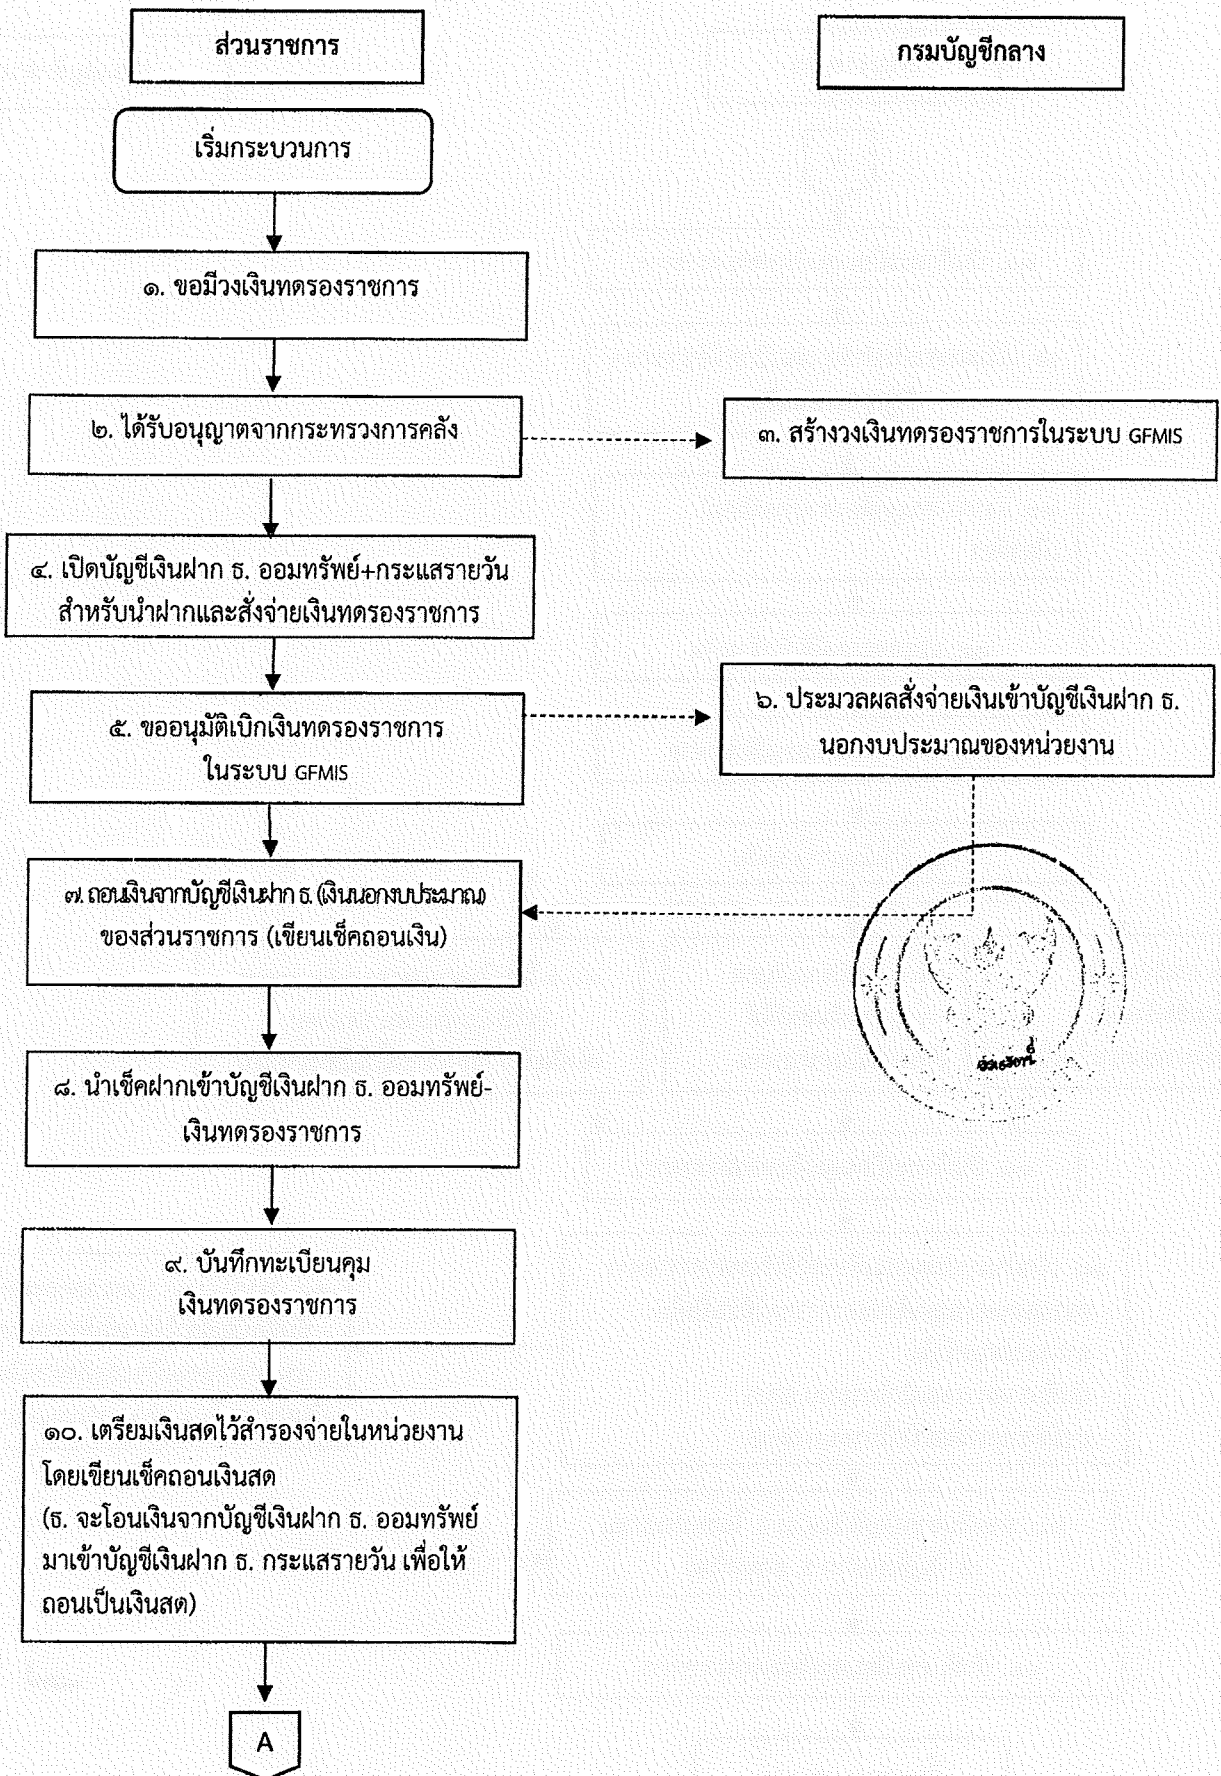 ส่วนราชการ
กรมบัญชีกลาง
เริ่มกระบวนการ
๑. ขอมีวงเงินทดรองราชการ
๒. ได้รับอนุญาตจากกระทรวงการคลัง
๓. สร้างวงเงินทดรองราชการในระบบ GFMIS
๔. เปิดบัญชีเงินฝาก ธ. ออมทรัพย์+กระแสรายวัน
สำหรับนำฝากและสั่งจ่ายเงินทดรองราชการ
๕. ขออนุมัติเบิกเงินทดรองราชการ
ในระบบ GFMIS
๖. ประมวลผลสั่งจ่ายเงินเข้าบัญชีเงินฝาก ธ.
นอกงบประมาณของหน่วยงาน
๗. ถอนเงินจากบัญชีเงินฝาก ธ. (เงินนอกงบประมาณ)
ของส่วนราชการ (เขียนเช็คถอนเงิน)
๘. นำเช็คฝากเข้าบัญชีเงินฝาก ธ. ออมทรัพย์-
เงินทดรองราชการ
๙. บันทึกทะเบียนคุม
เงินทดรองราชการ
๑๐. เตรียมเงินสดไว้สำรองจ่ายในหน่วยงาน
โดยเขียนเช็คถอนเงินสด
(ธ. จะโอนเงินจากบัญชีเงินฝาก ธ. ออมทรัพย์
มาเข้าบัญชีเงินฝาก ธ. กระแสรายวัน เพื่อให้
ถอนเป็นเงินสด)
A